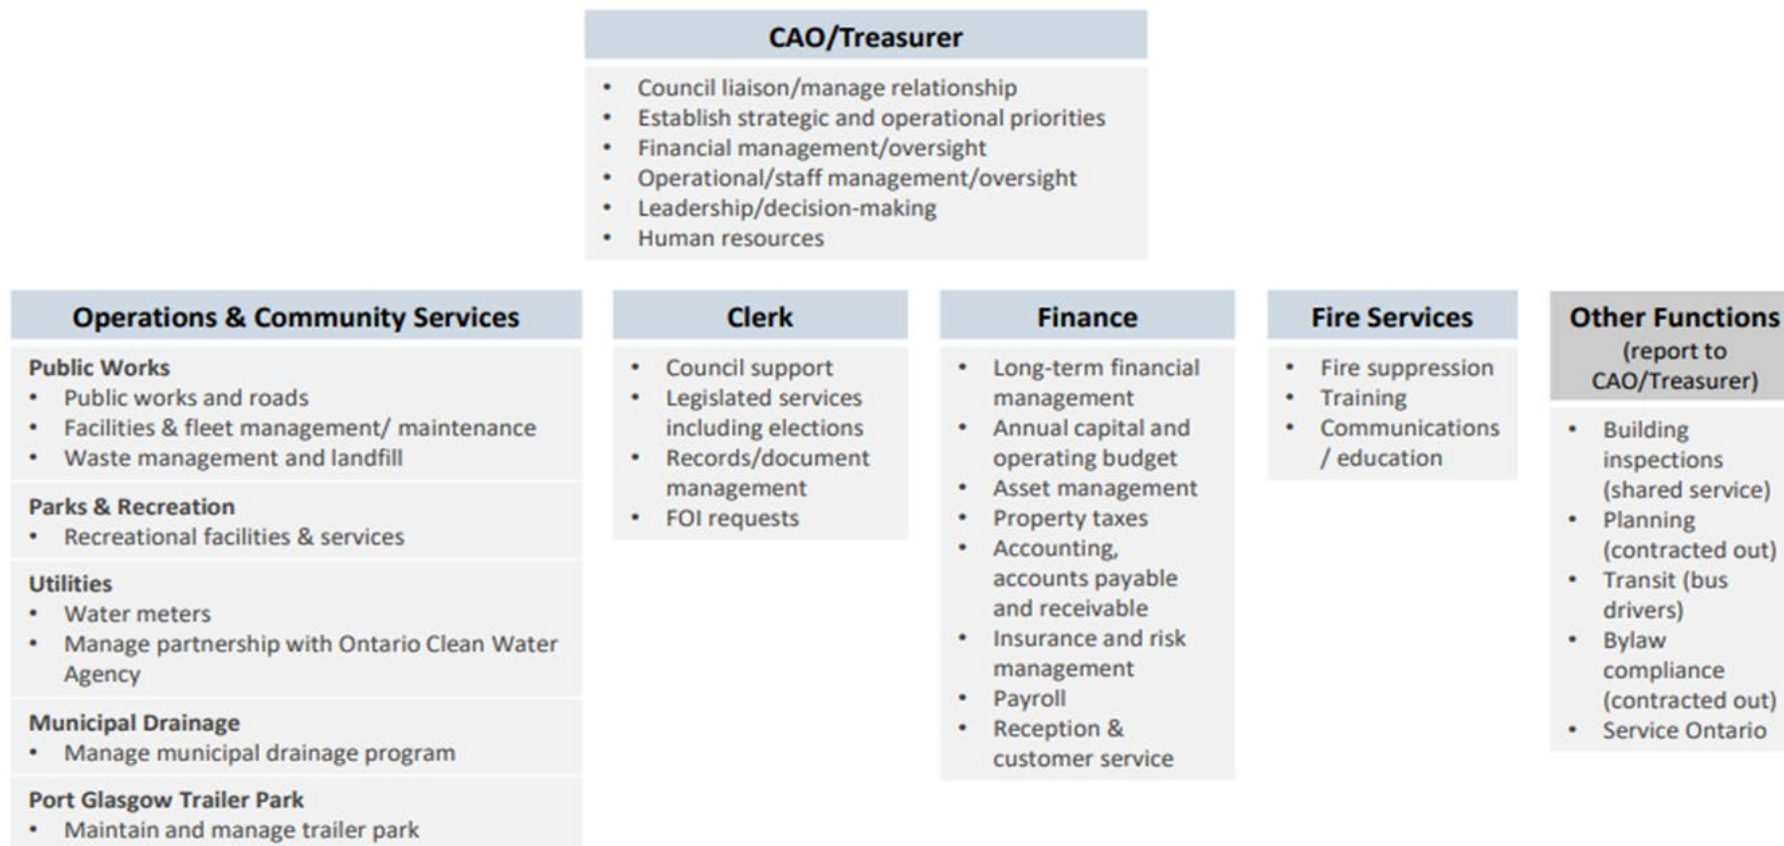 CAO/Treasurer
• Council liaison/manage relationship
• Establish strategic and operational priorities
• Financial management/oversight
• Operational/staff management/oversight
• Leadership/decision-making
• Human resources
Operations & Community Services
Public Works
• Public works and roads
• Facilities & fleet management/ maintenance
• Waste management and landfill
Parks & Recreation
• Recreational facilities & services
Utilities
• Water meters
• Manage partnership with Ontario Clean Water
Agency
Municipal Drainage
• Manage municipal drainage program
Port Glasgow Trailer Park
• Maintain and manage trailer park
Clerk
• Council support
• Legislated services
including elections
• Records/document
management
• FOI requests
Finance
• Long-term financial
management
• Annual capital and
operating budget
• Asset management
• Property taxes
• Accounting,
accounts payable
and receivable
• Insurance and risk
management
• Payroll
• Reception &
customer service
Fire Services
• Fire suppression
• Training
• Communications
/ education
Other Functions
(report to
CAO/Treasurer)
• Building
inspections
(shared service)
• Planning
(contracted out)
• Transit (bus
drivers)
• Bylaw
compliance
(contracted out)
• Service Ontario